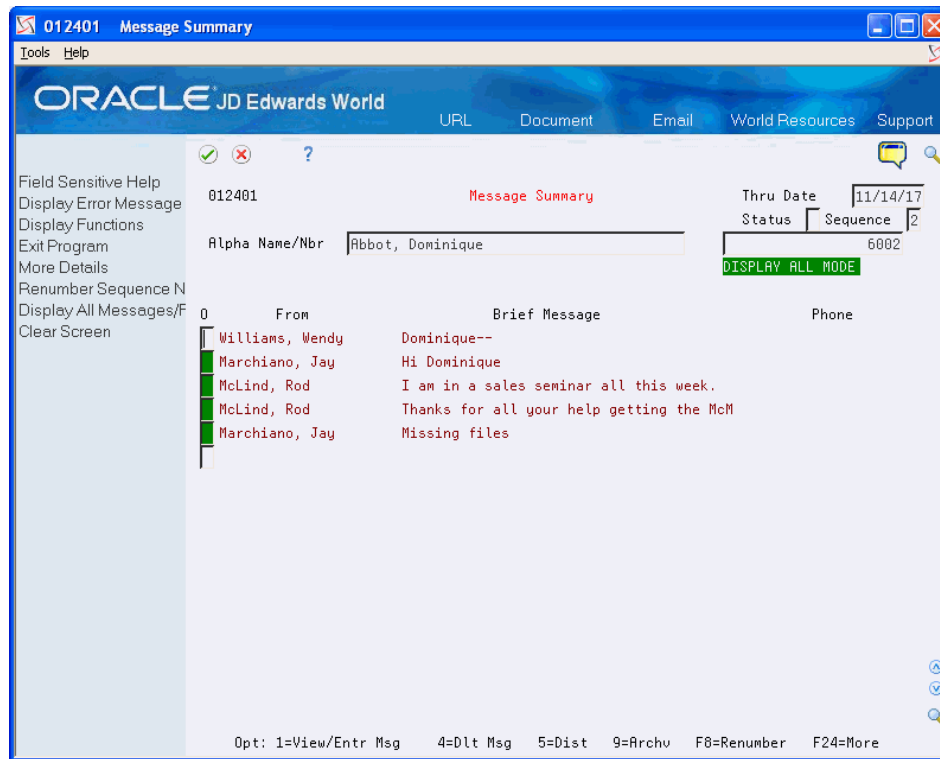 012401 Message Summary
Tools Help
ORACLE JD Edwards World
URL Document Email World Resources Support
?
Field Sensitive Help
Display Error Message
Display Functions
Exit Program
More Details
Renumber Sequence N
Display All Messages/F
Clear Screen
012401 Message Summary Thru Date 11/14/17
Status Sequence 2
Alpha Name/Nbr Abbot, Dominique 6002
DISPLAY ALL MODE
O From Brief Message Phone
Williams, Wendy Dominique--
Marchiano, Jay Hi Dominique
McLind, Rod I am in a sales seminar all this week.
McLind, Rod Thanks for all your help getting the McM
Marchiano, Jay Missing files
Opt: 1=View/Entr Msg 4=Dlt Msg 5=Dist 9=Archv F8=Renumber F24=More